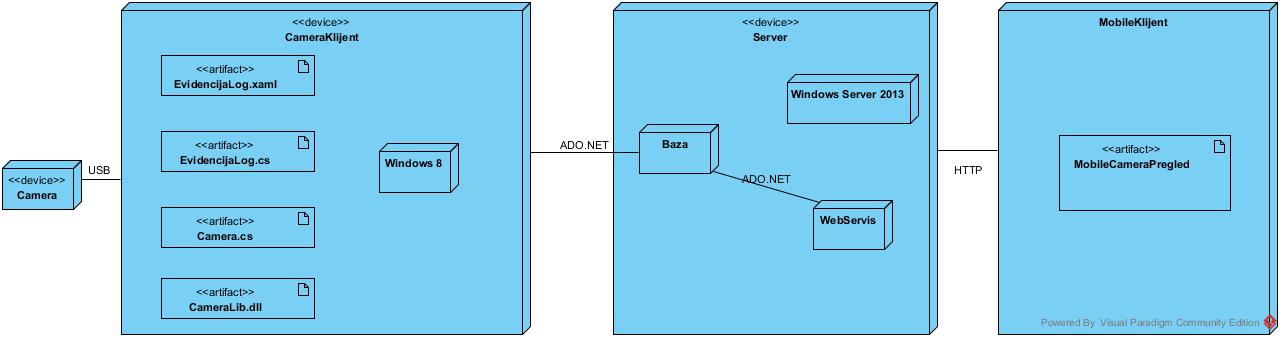 <<device>>
Camera
USB
<<device>>
CameraKlijent
<<artifact>>
EvidencijaLog.xaml
<<artifact>>
EvidencijaLog.cs
<<artifact>>
Camera.cs
<<artifact>>
CameraLib.dll
Windows 8
ADO.NET
<<device>>
Server
Windows Server 2013
Baza
ADO.NET
WebServis
HTTP
MobileKlijent
<<artifact>>
MobileCameraPregled
Powered By Visual Paradigm Community Edition